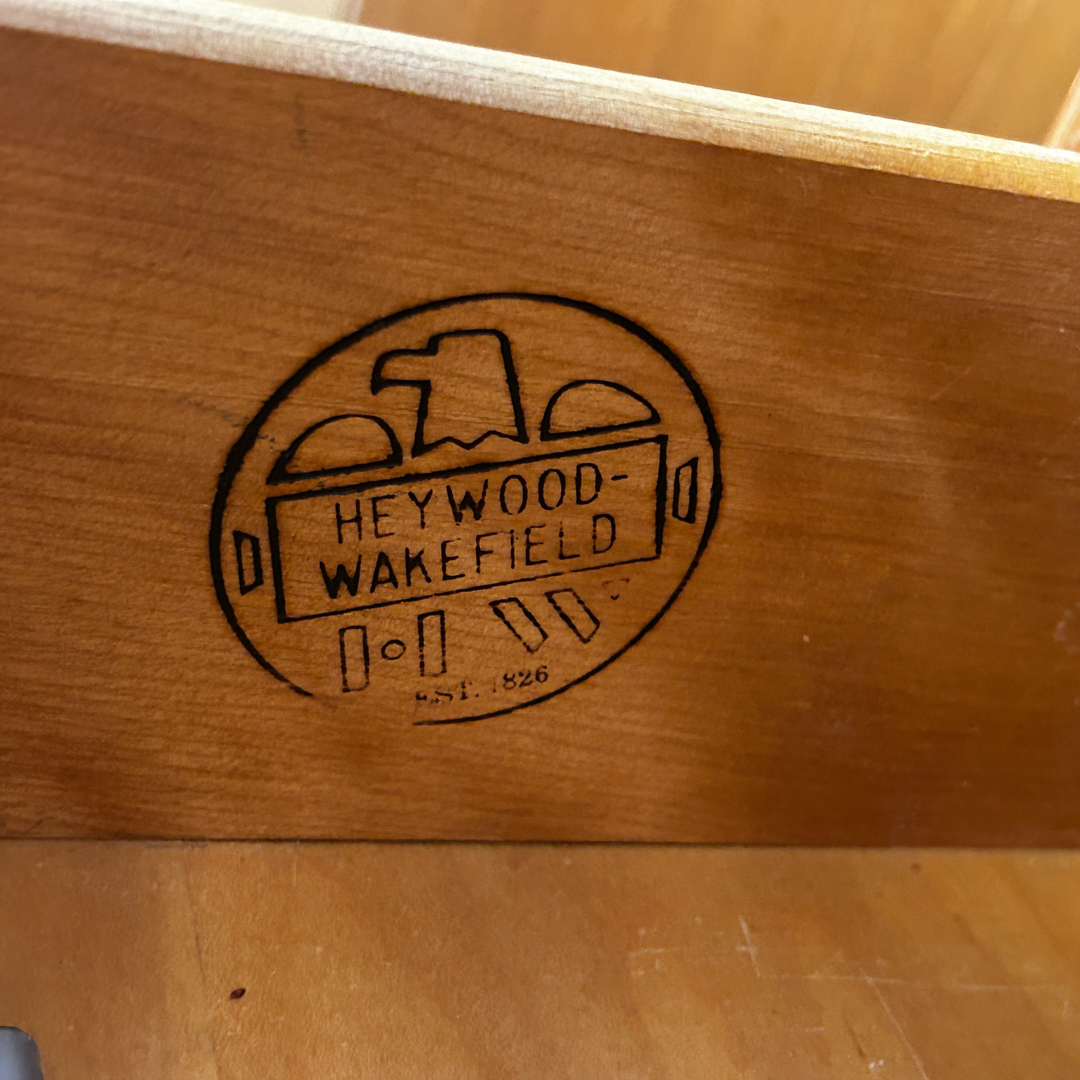 HEYWOOD-
WAKEFIELD
H W
EST. 1826